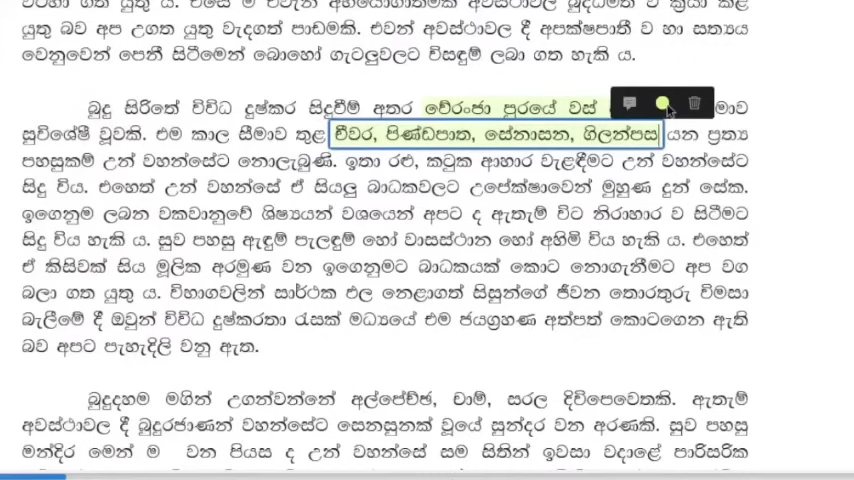 වරහා ගත යුතු ය. එසේ ම එවැනි අභියෝගාත්මක අවස්ථාවල බුද්ධිමත් ව ක්‍රියා කළ
යුතු බව අප උගත යුතු වැදගත් පාඩමකි. එවන් අවස්ථාවල දී අපක්ෂපාතී ව හා සත්‍යය
වෙනුවෙන් පෙනී සිටීමෙන් බොහෝ ගැටලුවලට විසඳුම් ලබා ගත හැකි ය.
බුදු සිරිතේ විවිධ දුෂ්කර සිදුවීම් අතර වේරංජා පුරයේ වස් මාව
සුවිශේෂී වූවකි. එම කාල සීමාව තුළ චීවර, පිණ්ඩපාත, සේනාසන, ගිලන්පස යන ප්‍රත්‍ය
පහසුකම් උන් වහන්සේට නොලැබුණි. ඉතා රළු, කටුක ආහාර වැළඳීමට උන් වහන්සේට
සිදු විය. එහෙත් උන් වහන්සේ ඒ සියලු බාධකවලට උපේක්ෂාවෙන් මුහුණ දුන් සේක.
ඉගෙනුම ලබන වකවානුවේ ශිෂ්‍යයන් වශයෙන් අපට ද ඇතැම් විට නිරාහාර ව සිටීමට
සිදු විය හැකි ය. සුව පහසු ඇඳුම් පැලඳුම් හෝ වාසස්ථාන හෝ අහිමි විය හැකි ය. එහෙත්
ඒ කිසිවක් සිය මූලික අරමුණ වන ඉගෙනුමට බාධකයක් කොට නොගැනීමට අප වග
බලා ගත යුතු ය. විභාගවලින් සාර්ථක ඵල නෙළාගත් සිසුන්ගේ ජීවන තොරතුරු විමසා
බැලීමේ දී ඔවුන් විවිධ දුෂ්කරතා රැසක් මධ්‍යයේ එම ජයග්‍රහණ අත්පත් කොටගෙන ඇති
බව අපට පැහැදිලි වනු ඇත.
බුදුදහම මගින් උගන්වන්නේ අල්පේච්ඡ, චාම්, සරල දිවිපෙවෙතකි. ඇතැම්
අවස්ථාවල දී බුදුරජාණන් වහන්සේට සෙනසුනක් වූයේ සුන්දර වන අරණකි. සුව පහසු
මන්දිර මෙන් ම වන පියස ද උන් වහන්සේ සම සිතින් ඉවසා වදාළේ පාරිසරික